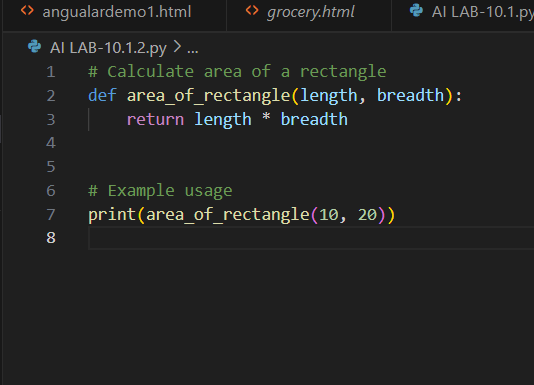 angualardemo1.html
grocery.html
AI LAB-10.1.py
AI LAB-10.1.2.py > ...
1 # Calculate area of a rectangle
2 def area_of_rectangle(length, breadth):
3     return length * breadth
4
5
6 # Example usage
7 print(area_of_rectangle(10, 20))
8